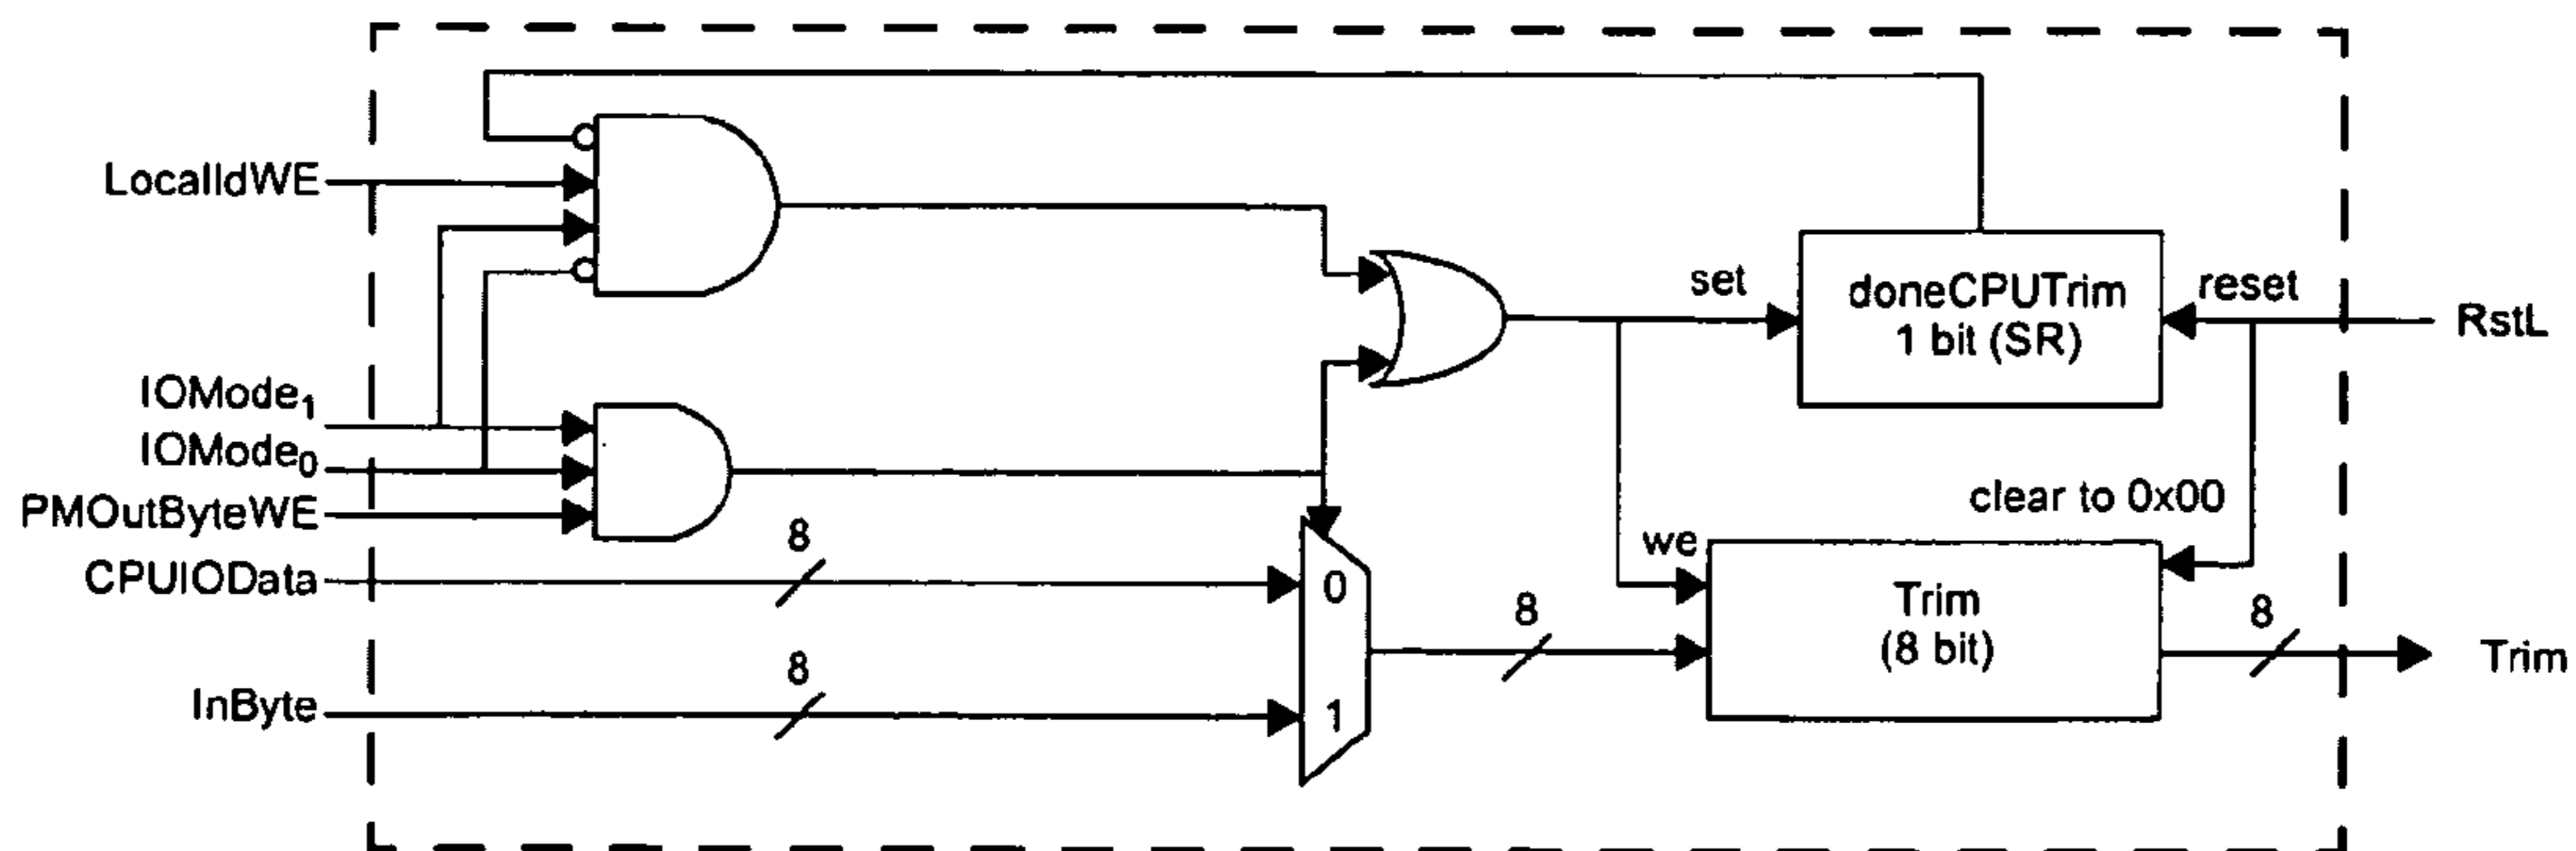 LocalIdWE
IOMode1
IOMode0
PMOutByteWE
CPUIOData
InByte
8
8
0
1
8
set
doneCPUTrim
1 bit (SR)
reset
RstL
clear to 0x00
we
Trim
(8 bit)
8
Trim